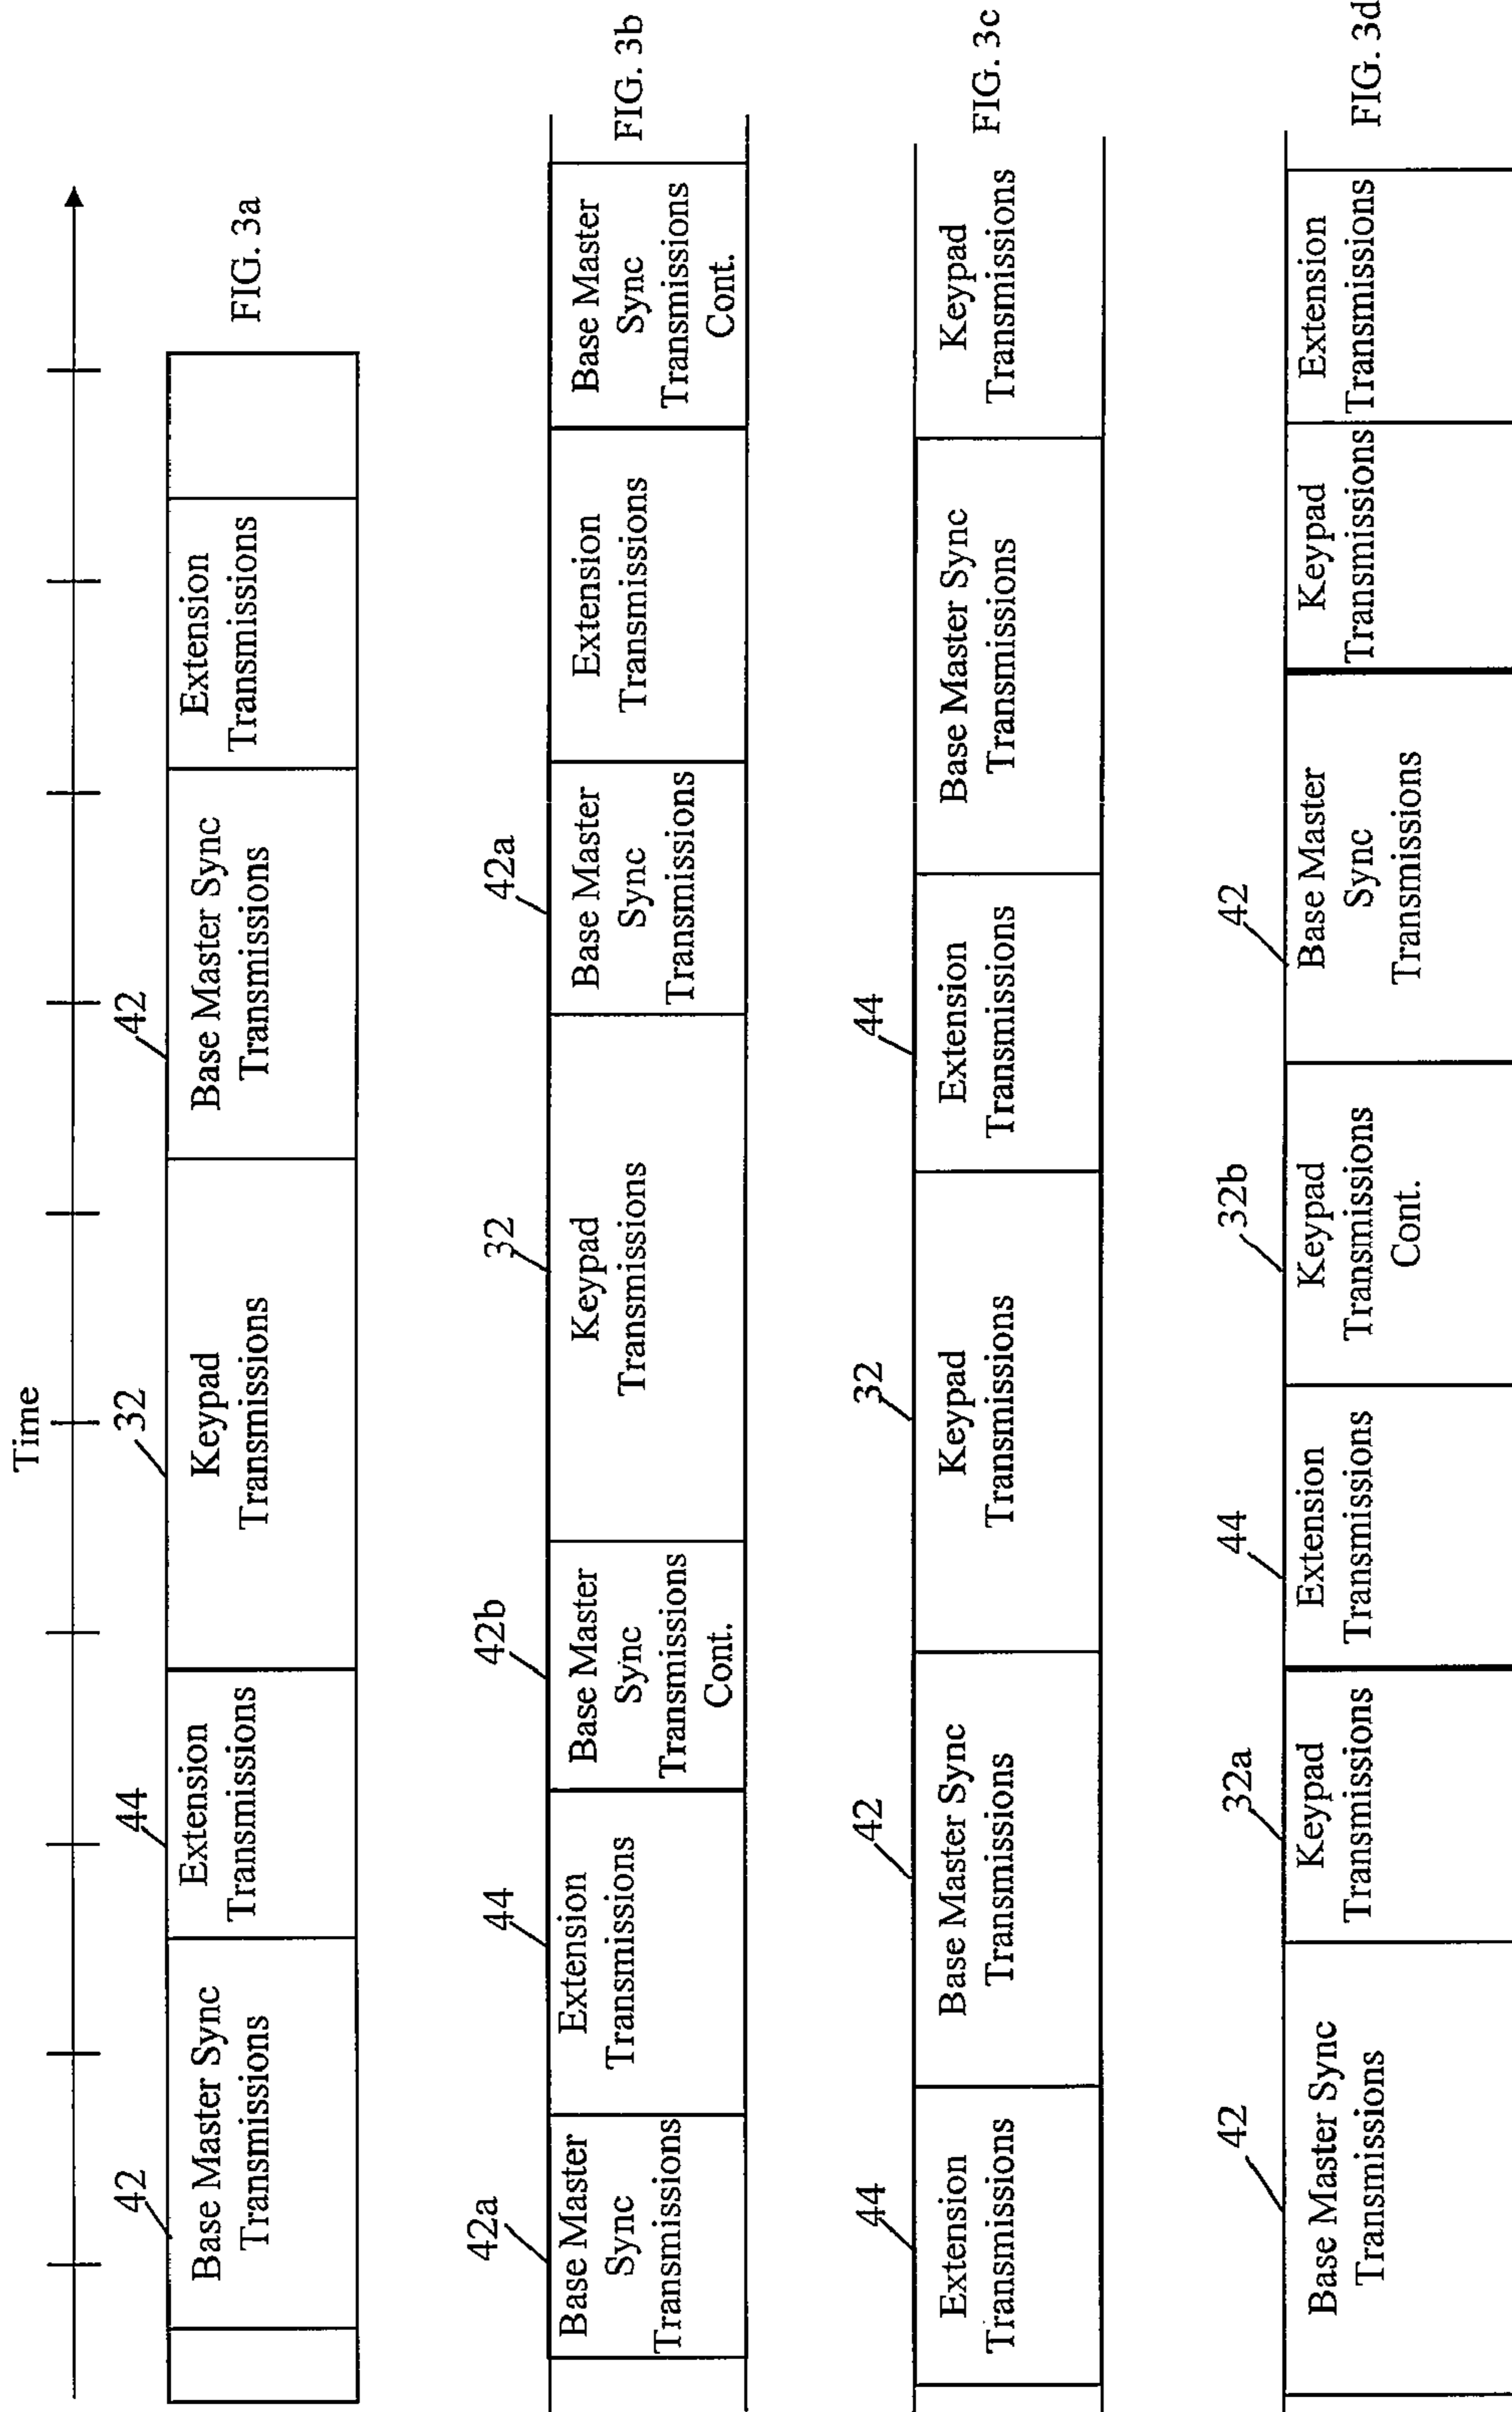 Time
42
44
32
42
Base Master Sync
Transmissions
Extension
Transmissions
Keypad
Transmissions
Base Master Sync
Transmissions
Extension
Transmissions
FIG. 3a
42a
44
42b
32
42a
Base Master
Sync
Transmissions
Extension
Transmissions
Base Master
Sync
Transmissions
Cont.
Keypad
Transmissions
Base Master
Sync
Transmissions
Extension
Transmissions
Base Master
Sync
Transmissions
Cont.
FIG. 3b
44
42
32
44
Extension
Transmissions
Base Master Sync
Transmissions
Keypad
Transmissions
Extension
Transmissions
Base Master Sync
Transmissions
Keypad
Transmissions
FIG. 3c
42
32a
44
32b
42
Base Master Sync
Transmissions
Keypad
Transmissions
Extension
Transmissions
Keypad
Transmissions
Cont.
Base Master
Sync
Transmissions
Keypad
Transmissions
Extension
Transmissions
FIG. 3d